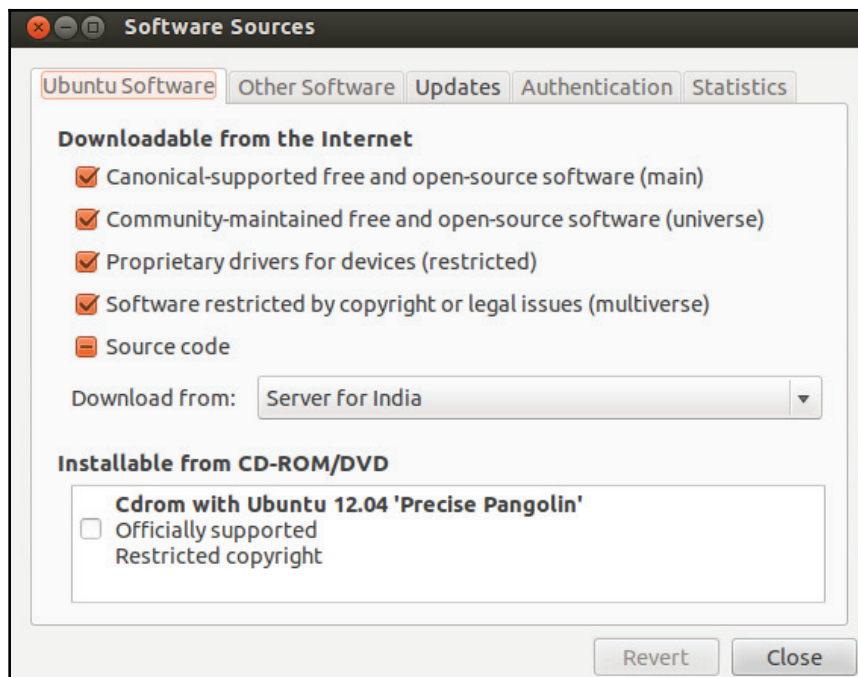 Software Sources
Ubuntu Software Other Software Updates Authentication Statistics
Downloadable from the Internet
Canonical-supported free and open-source software (main)
Community-maintained free and open-source software (universe)
Proprietary drivers for devices (restricted)
Software restricted by copyright or legal issues (multiverse)
Source code
Download from: Server for India
Installable from CD-ROM/DVD
Cdrom with Ubuntu 12.04 'Precise Pangolin'
Officially supported
Restricted copyright
Revert Close